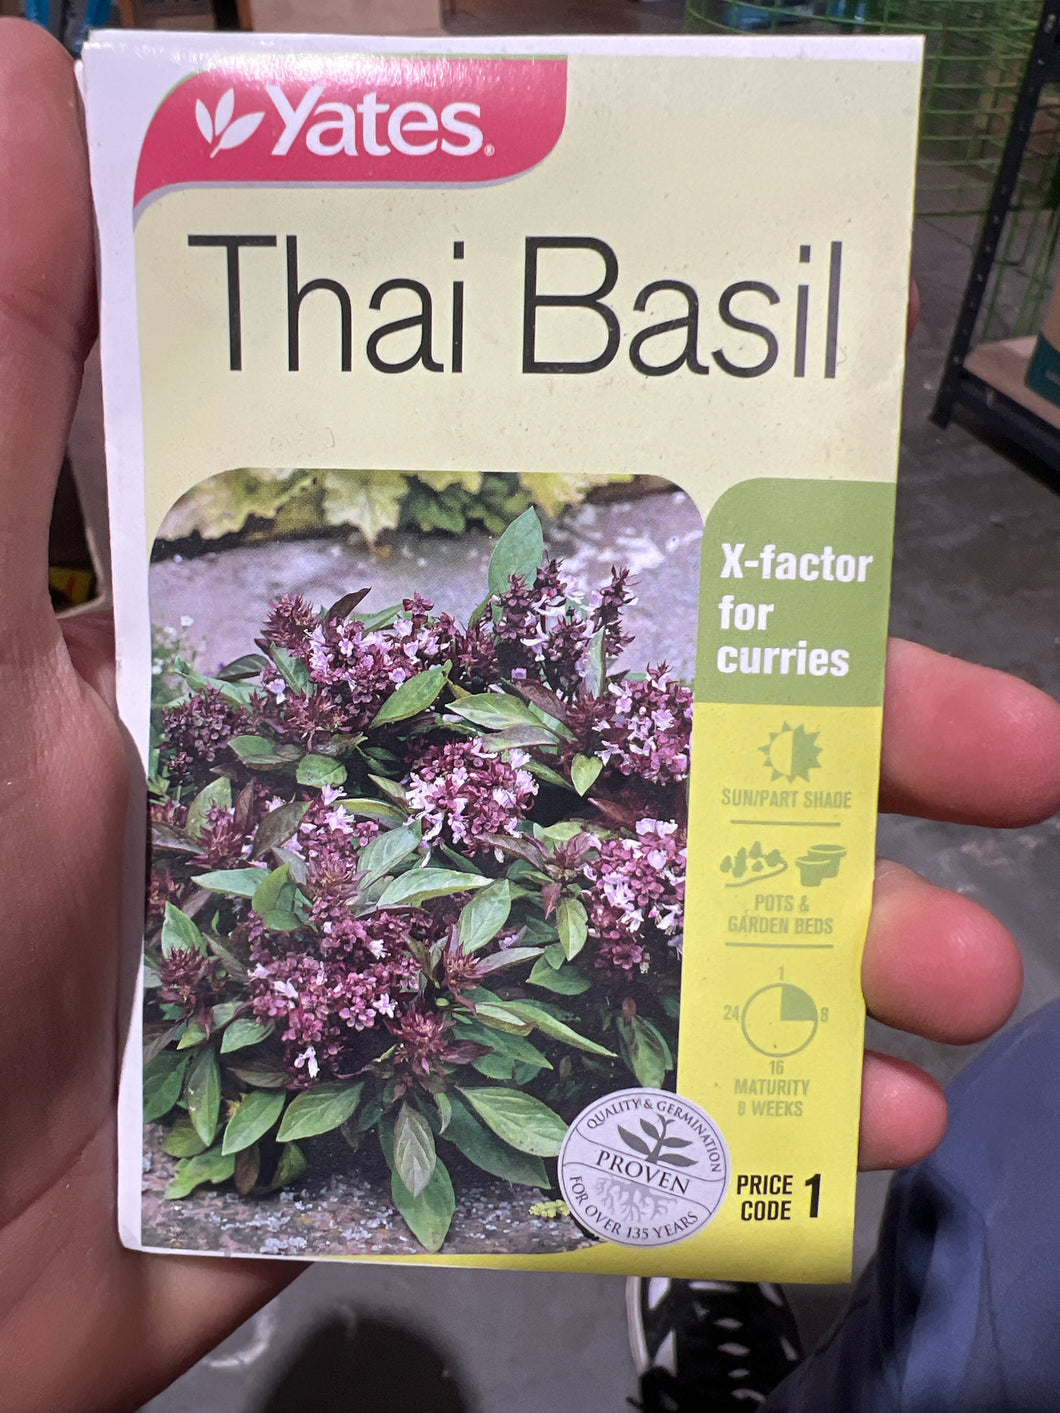 Yates®
Thai Basil
X-factor
for
curries
SUN/PART SHADE
POTS &
GARDEN BEDS
1
24 8
16
MATURITY
8 WEEKS
QUALITY & GERMINATION
PROVEN
FOR OVER 135 YEARS
PRICE
CODE 1